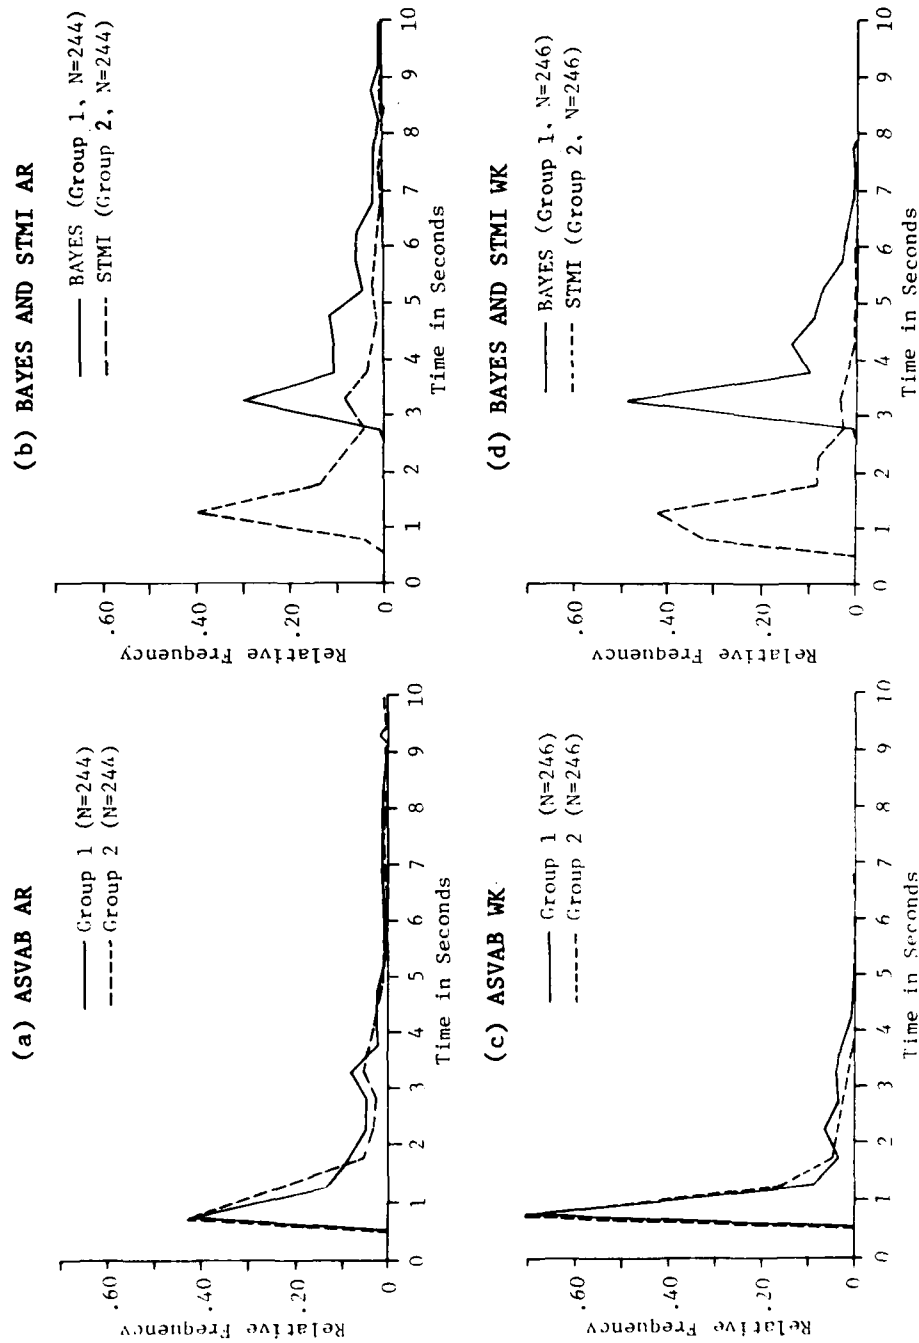 (a) ASVAB AR
Group 1 (N=244)
Group 2 (N=244)
Relative Frequency
.60
.40
.20
0
0 1 2 3 4 5 6 7 8 9 10
Time in Seconds
(b) BAYES AND STMI AR
BAYES (Group 1, N=244)
STMI (Group 2, N=244)
Relative Frequency
.60
.40
.20
0
0 1 2 3 4 5 6 7 8 9 10
Time in Seconds
(c) ASVAB WK
Group 1 (N=246)
Group 2 (N=246)
Relative Frequency
.60
.40
.20
0
0 1 2 3 4 5 6 7 8 9 10
Time in Seconds
(d) BAYES AND STMI WK
BAYES (Group 1, N=246)
STMI (Group 2, N=246)
Relative Frequency
.60
.40
.20
0
0 1 2 3 4 5 6 7 8 9 10
Time in Seconds